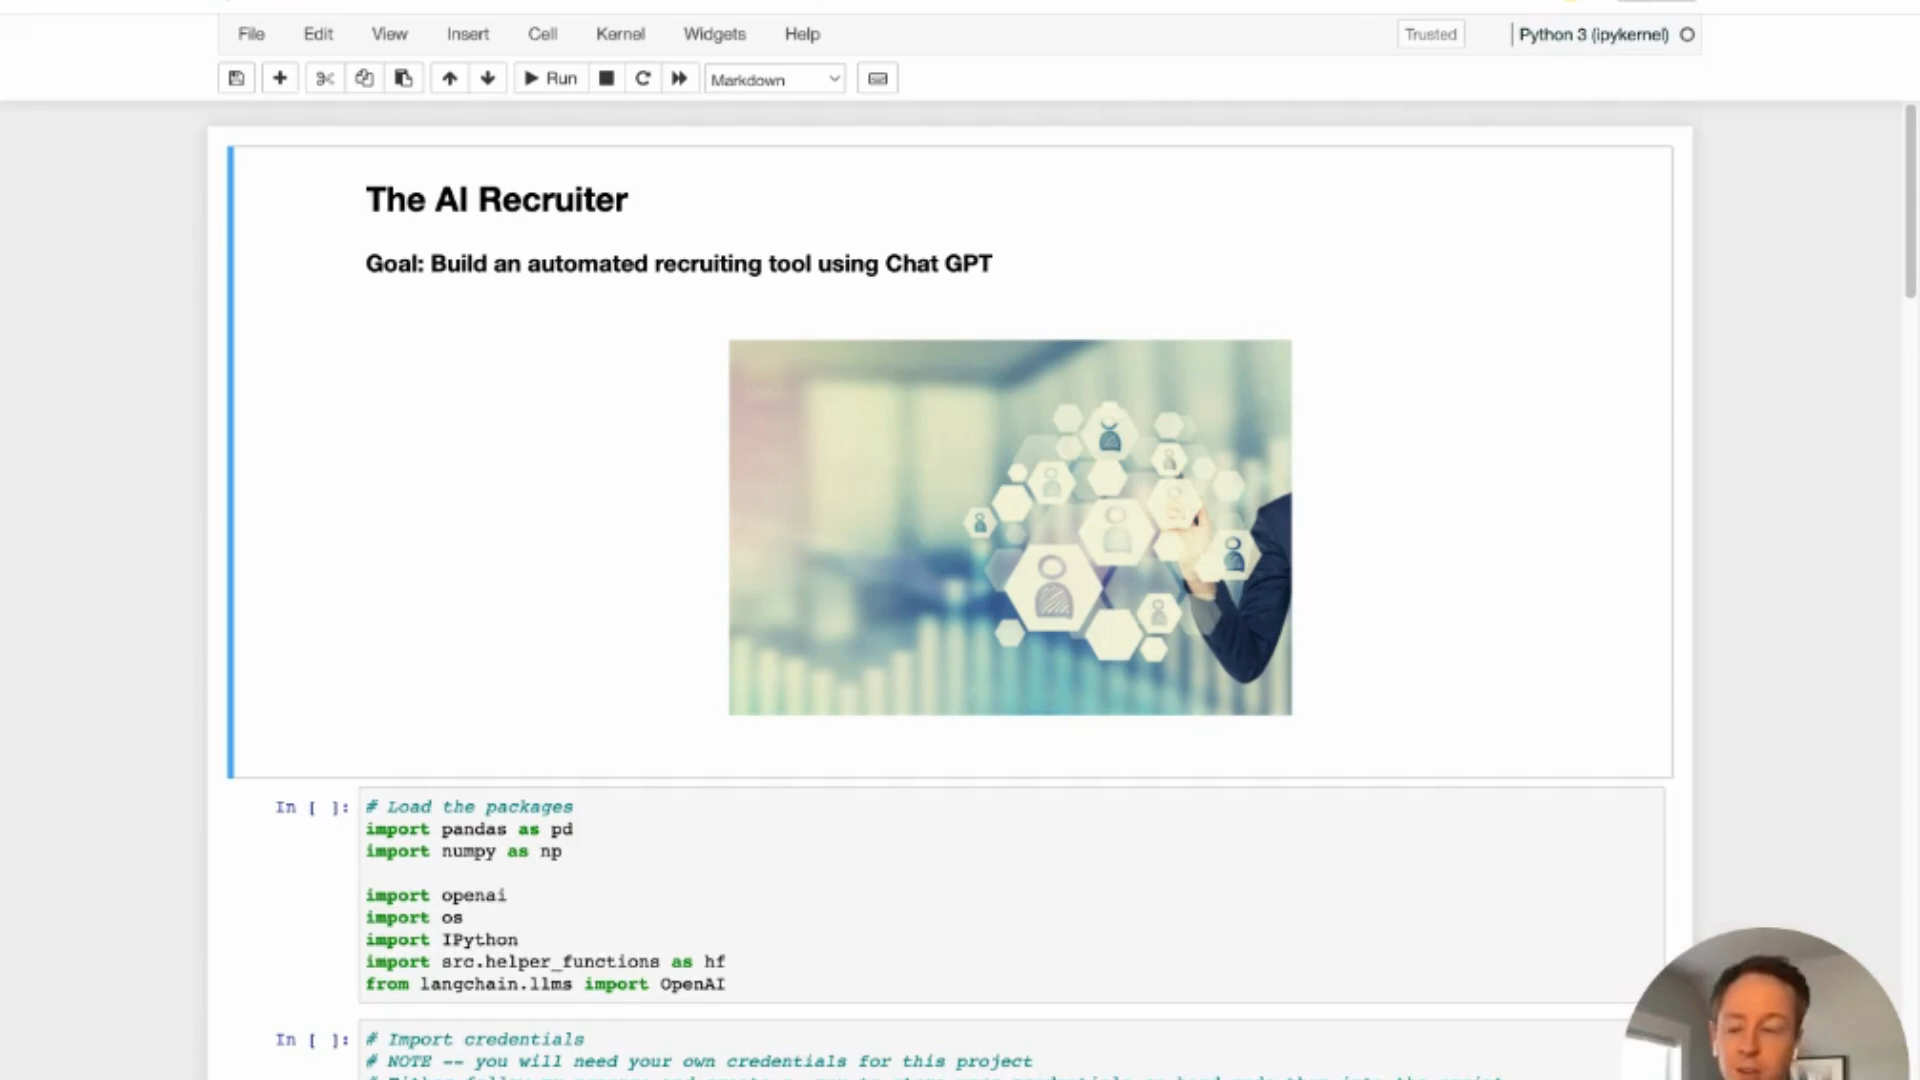 File Edit View Insert Cell Kernel Widgets Help Trusted Python 3 (ipykernel)
Run Markdown
The AI Recruiter
Goal: Build an automated recruiting tool using Chat GPT
In [ ]: # Load the packages
import pandas as pd
import numpy as np
import openai
import os
import IPython
import src.helper_functions as hf
from langchain.llms import OpenAI
In [ ]: # Import credentials
# NOTE -- you will need your own credentials for this project